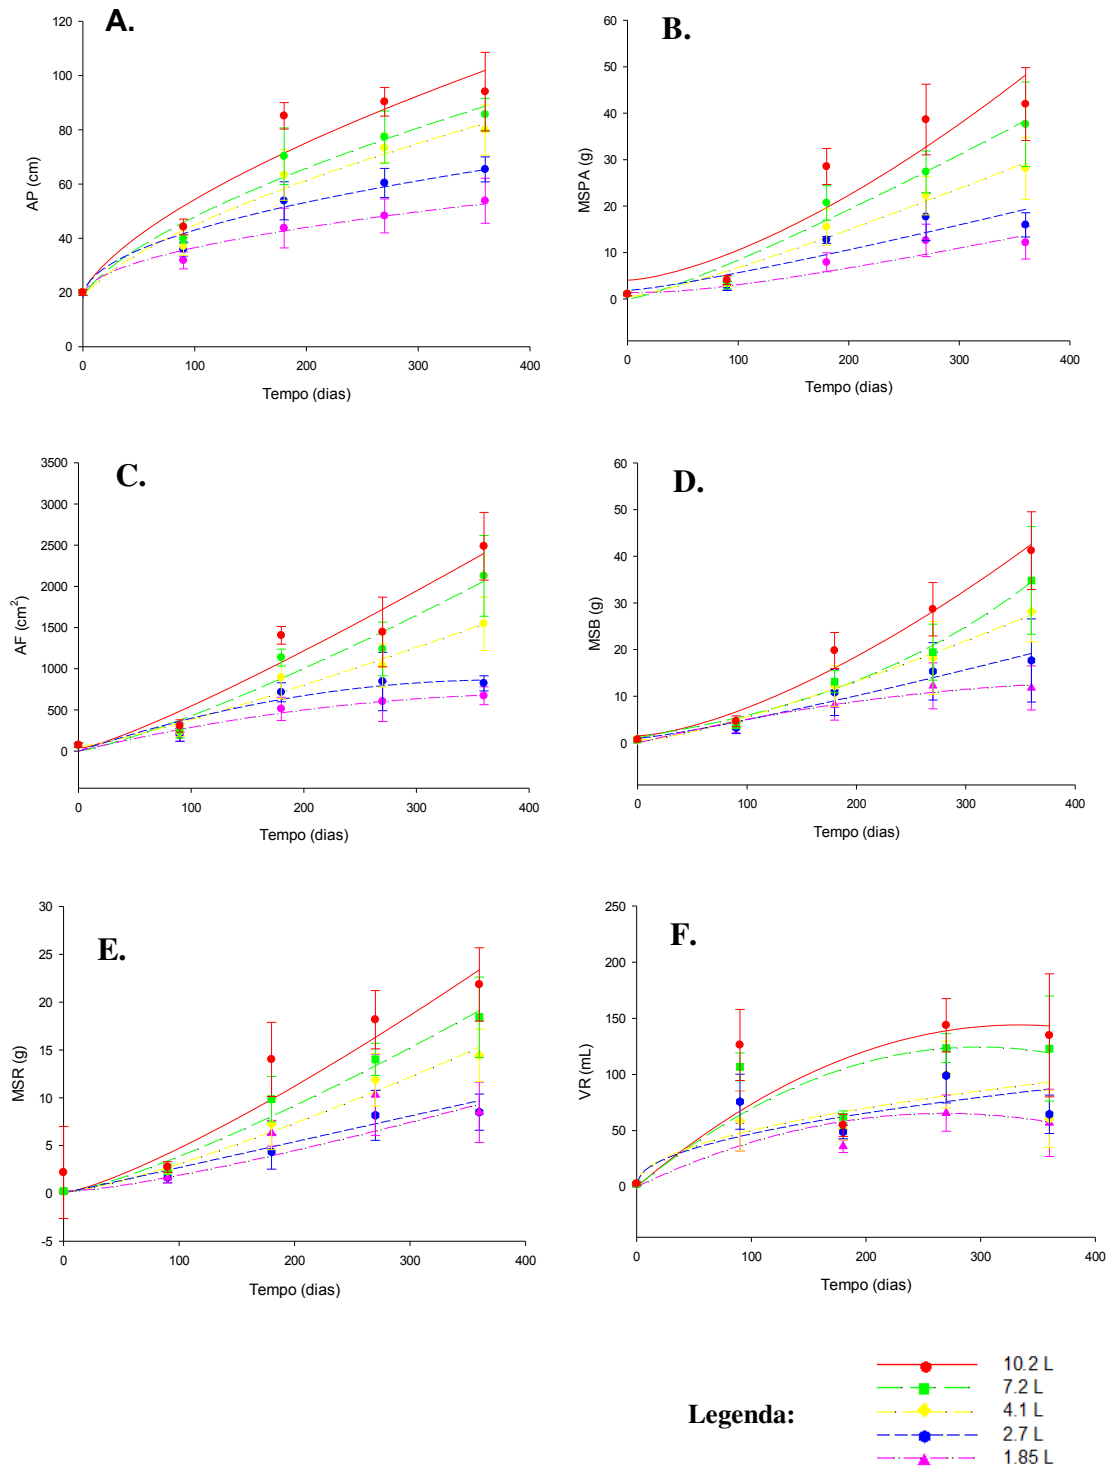 A.
120
100
80
60
40
20
0
AP (cm)
0 100 200 300 400
Tempo (dias)
B.
60
50
40
30
20
10
0
MSPA (g)
0 100 200 300 400
Tempo (dias)
C.
3500
3000
2500
2000
1500
1000
500
0
AF (cm²)
0 100 200 300 400
Tempo (dias)
D.
60
50
40
30
20
10
0
MSB (g)
0 100 200 300 400
Tempo (dias)
E.
30
25
20
15
10
5
0
-5
MSR (g)
0 100 200 300 400
Tempo (dias)
F.
250
200
150
100
50
0
VR (mL)
0 100 200 300 400
Tempo (dias)
Legenda:
10.2 L
7.2 L
4.1 L
2.7 L
1.85 L